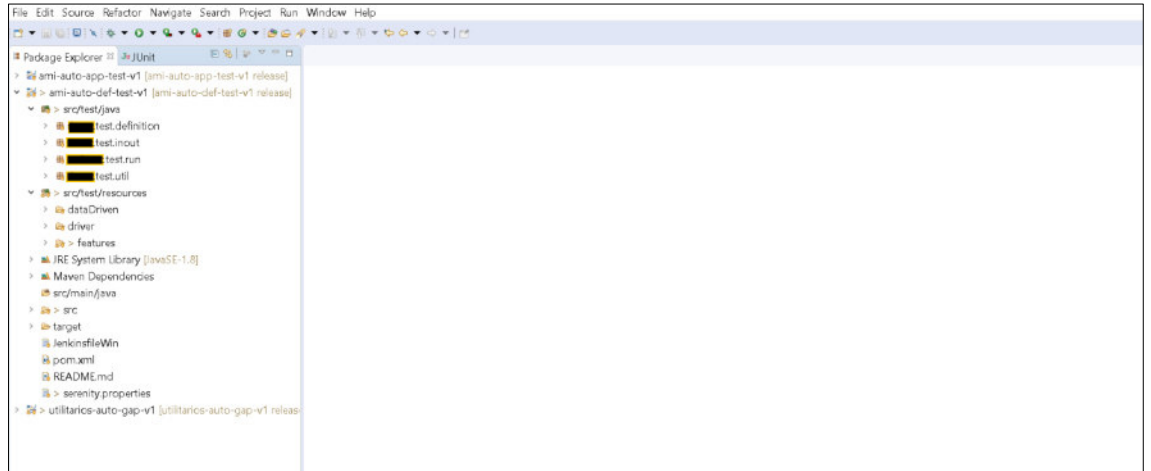 File Edit Source Refactor Navigate Search Project Run Window Help
Package Explorer JUnit
> ami-auto-app-test-v1 [ami-auto-app-test-v1 release]
> ami-auto-def-test-v1 [ami-auto-def-test-v1 release]
> src/test/java
> .test.definition
> .test.inout
> .test.run
> .test.util
> src/test/resources
> dataDriven
> driver
> > features
> JRE System Library [JavaSE-1.8]
> Maven Dependencies
src/main/java
> > src
> target
JenkinsfileWin
pom.xml
README.md
> serenity.properties
> > utilitarios-auto-gap-v1 [utilitarios-auto-gap-v1 releas